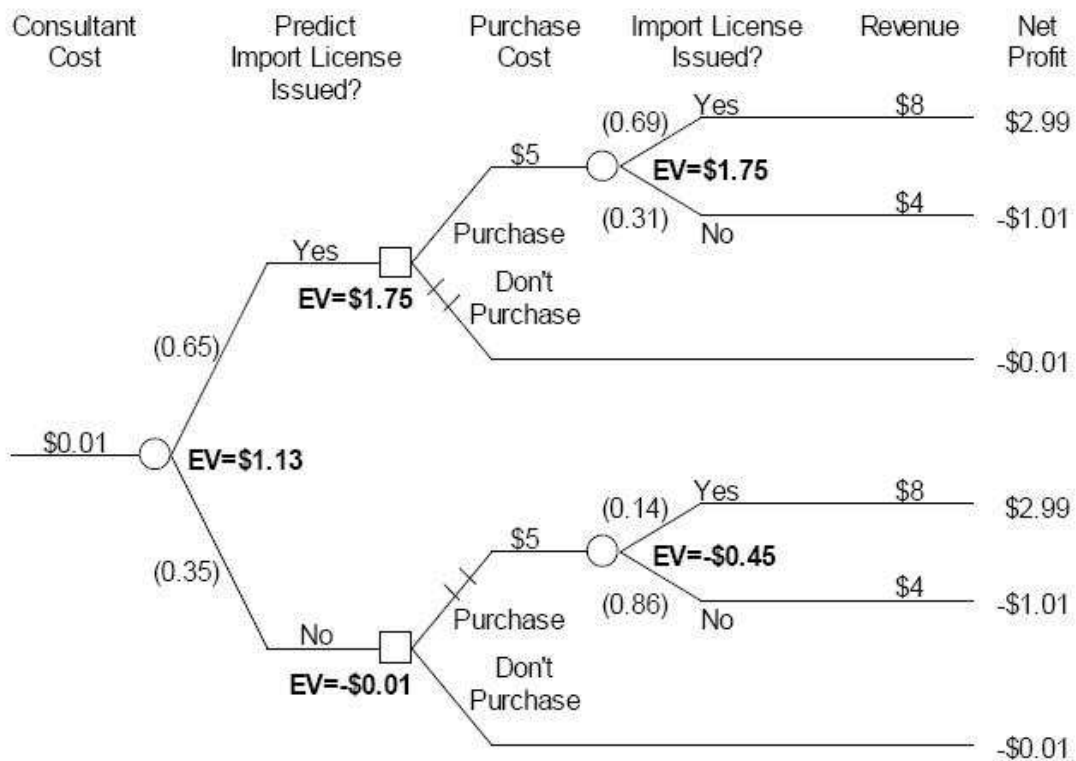 Consultant
Cost
Predict
Import License
Issued?
Purchase
Cost
Import License
Issued?
Revenue
Net
Profit
(0.69)
Yes
$8
$2.99
$5
EV=$1.75
(0.31)
No
$4
-$1.01
Purchase
Yes
EV=$1.75
Don't
Purchase
(0.65)
-$0.01
$0.01
EV=$1.13
(0.14)
Yes
$8
$2.99
$5
EV=-$0.45
(0.35)
(0.86)
No
$4
-$1.01
Purchase
No
EV=-$0.01
Don't
Purchase
-$0.01